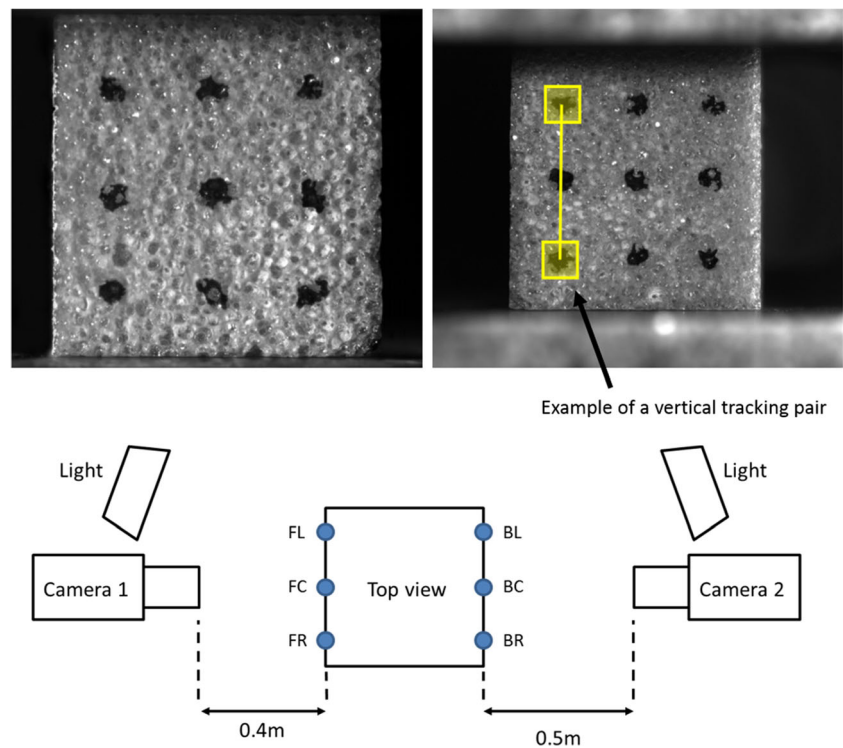 Example of a vertical tracking pair
Light
Light
FL
BL
Camera 1
FC
Top view
BC
Camera 2
FR
BR
0.4m
0.5m